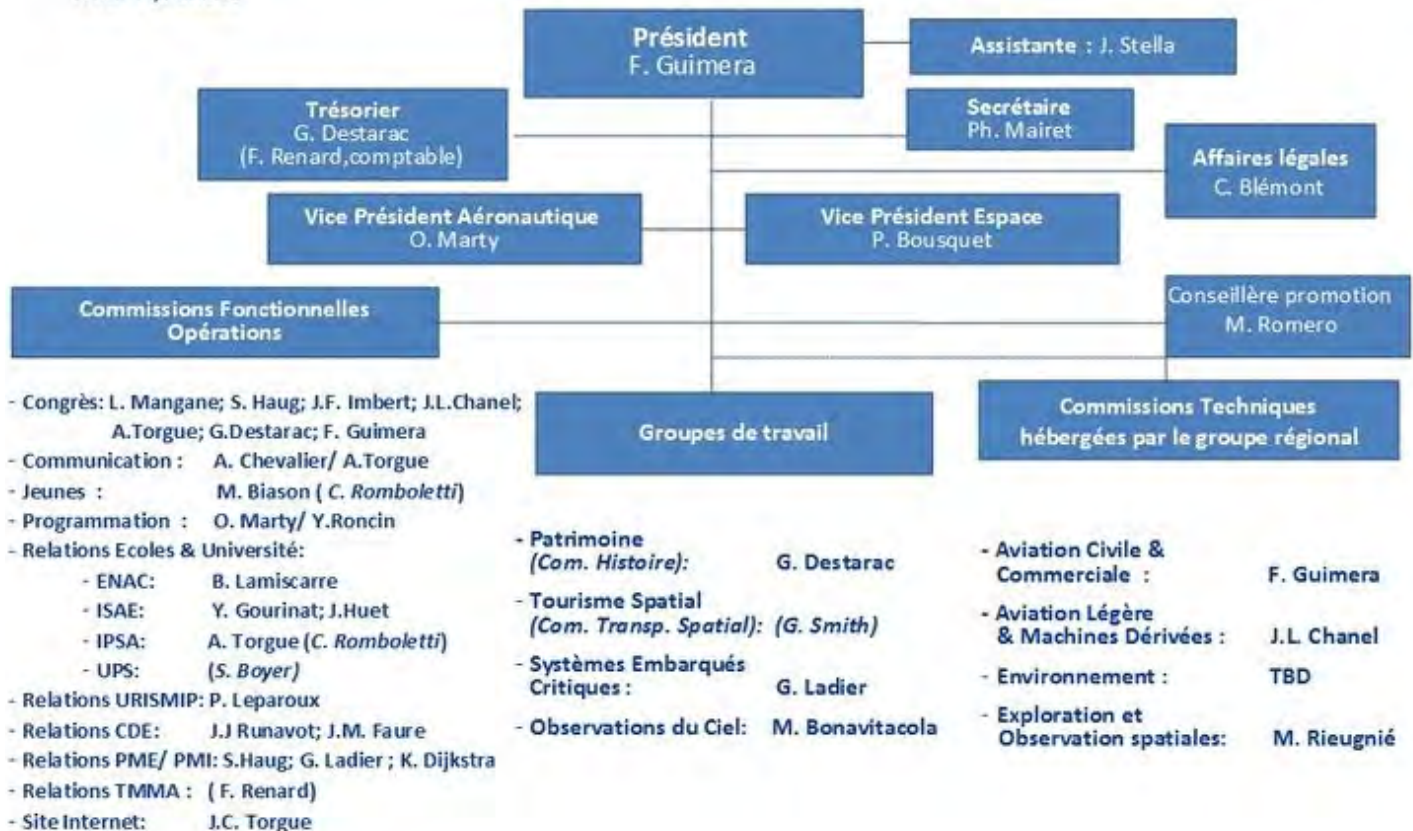 Président
F. Guimera
Assistante : J. Stella
Trésorier
G. Destarac
(F. Renard,comptable)
Secrétaire
Ph. Mairet
Affaires légales
C. Blémont
Vice Président Aéronautique
O. Marty
Vice Président Espace
P. Bousquet
Commissions Fonctionnelles
Opérations
Conseillère promotion
M. Romero
- Congrès: L. Mangane; S. Haug; J.F. Imbert; J.L.Chanel;
A.Torgue; G.Destarac; F. Guimera
- Communication : A. Chevalier/ A.Torgue
- Jeunes : M. Biason ( C. Romboletti)
- Programmation : O. Marty/ Y.Roncin
- Relations Ecoles & Université:
- ENAC: B. Lamiscarre
- ISAE: Y. Gourinat; J.Huet
- IPSA: A. Torgue (C. Romboletti)
- UPS: (S. Boyer)
- Relations URISMIP: P. Leparoux
- Relations CDE: J.J Runavot; J.M. Faure
- Relations PME/ PMI: S.Haug; G. Ladier ; K. Dijkstra
- Relations TMMA : ( F. Renard)
- Site Internet: J.C. Torgue
Groupes de travail
- Patrimoine
(Com. Histoire): G. Destarac
- Tourisme Spatial
(Com. Transp. Spatial): (G. Smith)
- Systèmes Embarqués
Critiques : G. Ladier
- Observations du Ciel: M. Bonavitacola
Commissions Techniques
hébergées par le groupe régional
- Aviation Civile &
Commerciale : F. Guimera
- Aviation Légère
& Machines Dérivées : J.L. Chanel
- Environnement : TBD
- Exploration et
Observation spatiales: M. Rieugnié